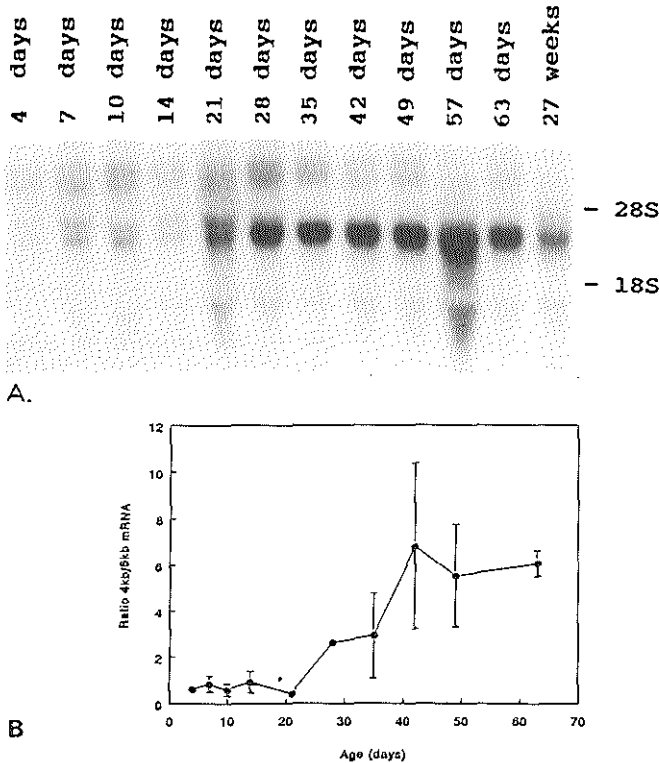 4 days
7 days
10 days
14 days
21 days
28 days
35 days
42 days
49 days
57 days
63 days
27 weeks
- 28S
- 18S
A.
12
10
8
6
4
2
0
Ratio 4kb/6kb mRNA
0 10 20 30 40 50 60 70
Age (days)
B